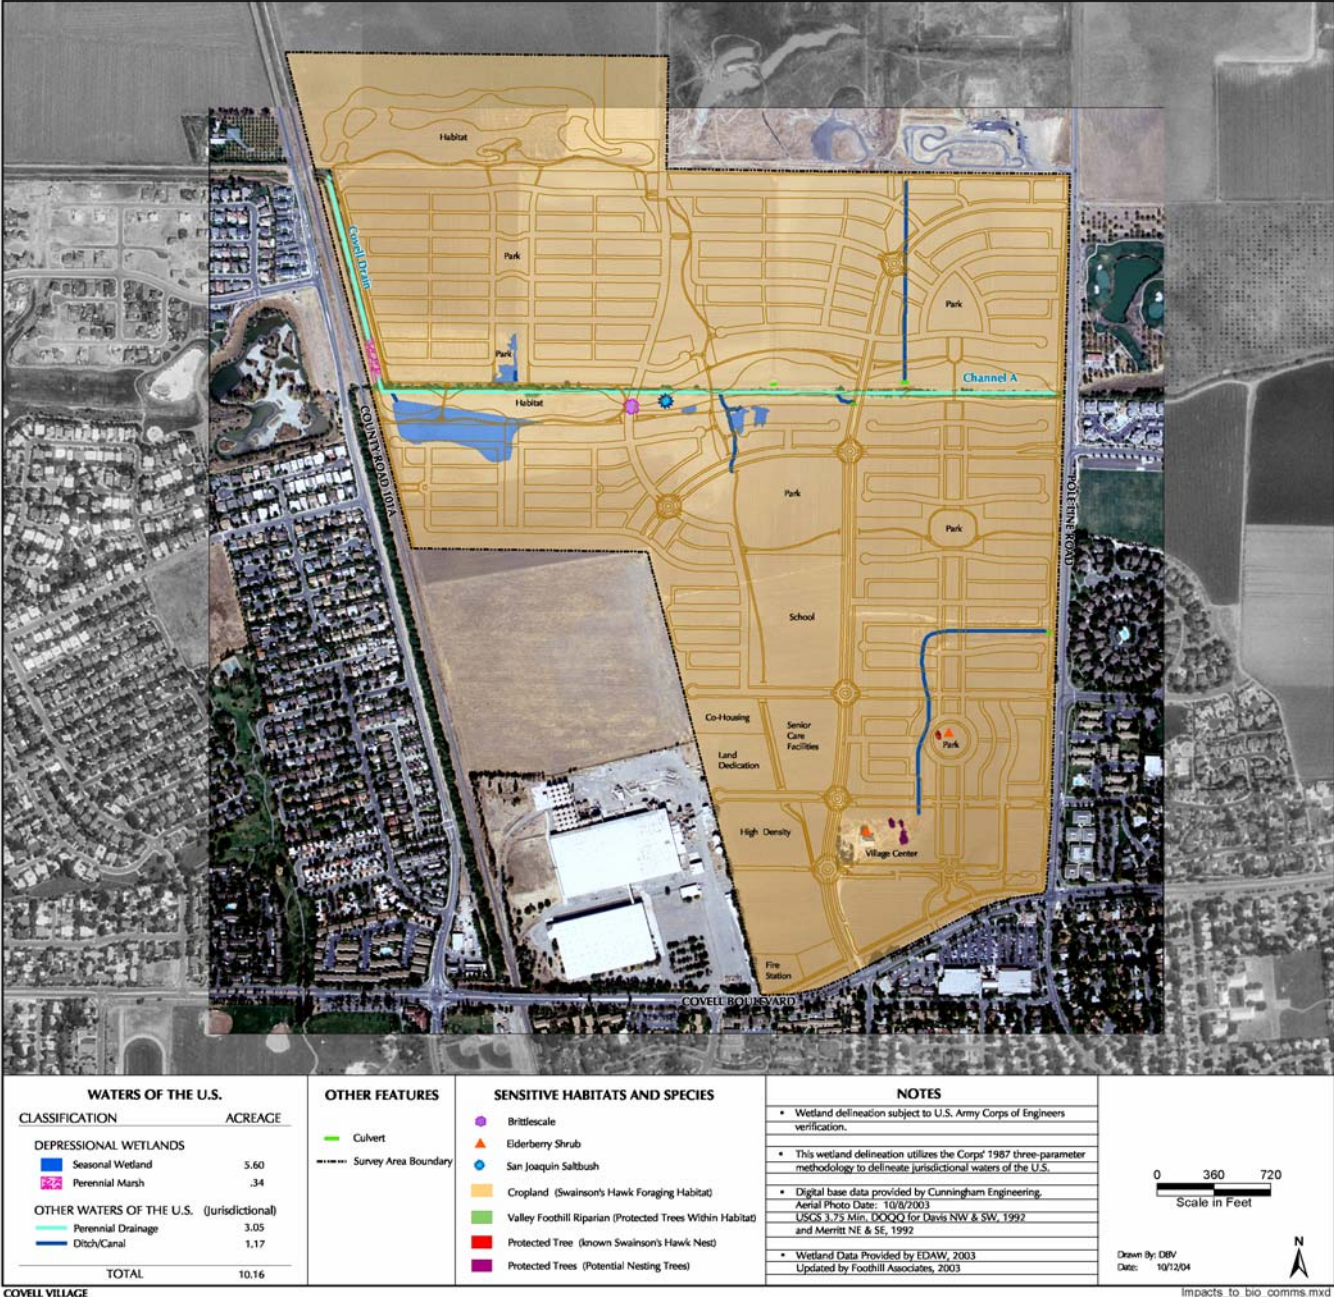 Habitat
Covell Drain
Park
Park
Park
Channel A
Habitat
COUNTY ROAD 101A
POLE LINE ROAD
Park
Park
School
Co-Housing
Senior
Care
Facilities
Land
Dedication
Park
High Density
Village Center
Fire
Station
COVELL BOULEVARD
WATERS OF THE U.S.
CLASSIFICATION ACREAGE
DEPRESSIONAL WETLANDS
Seasonal Wetland 5.60
Perennial Marsh .34
OTHER WATERS OF THE U.S. (Jurisdictional)
Perennial Drainage 3.05
Ditch/Canal 1.17
TOTAL 10.16
OTHER FEATURES
Culvert
Survey Area Boundary
SENSITIVE HABITATS AND SPECIES
Brittlescale
Elderberry Shrub
San Joaquin Saltbush
Cropland (Swainson's Hawk Foraging Habitat)
Valley Foothill Riparian (Protected Trees Within Habitat)
Protected Tree (known Swainson's Hawk Nest)
Protected Trees (Potential Nesting Trees)
NOTES
• Wetland delineation subject to U.S. Army Corps of Engineers
verification.
• This wetland delineation utilizes the Corps' 1987 three-parameter
methodology to delineate jurisdictional waters of the U.S.
• Digital base data provided by Cunningham Engineering.
Aerial Photo Date: 10/8/2003
USGS 3.75 Min. DOQQ for Davis NW & SW, 1992
and Merritt NE & SE, 1992
• Wetland Data Provided by EDAW, 2003
Updated by Foothill Associates, 2003
0 360 720
Scale in Feet
N
Drawn By: DBV
Date: 10/12/04
COVELL VILLAGE
Impacts_to_bio_comms.mxd